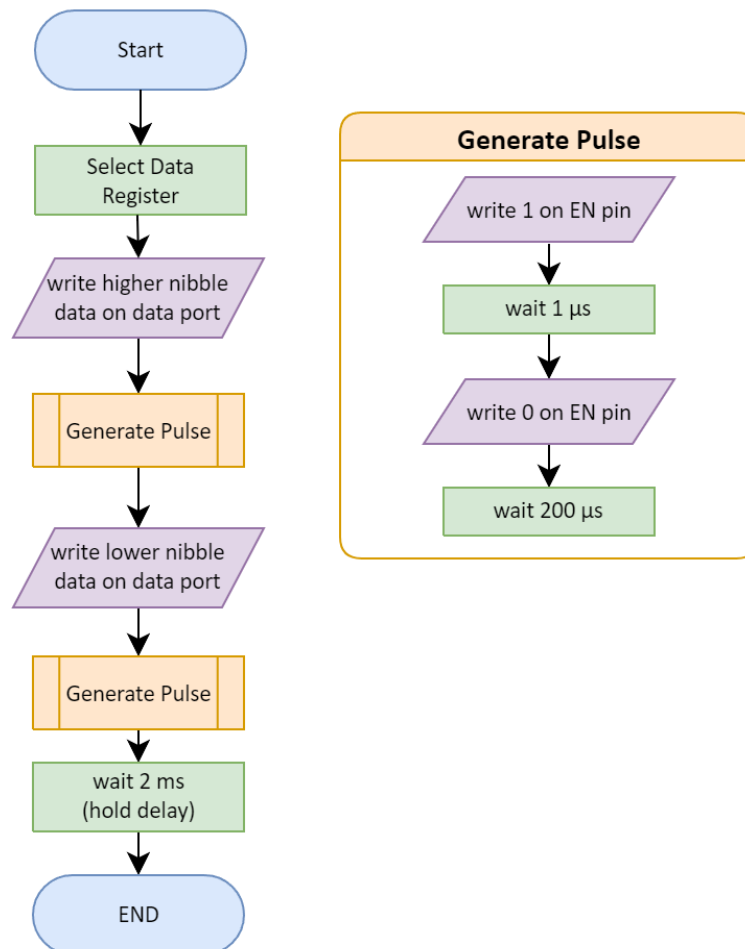 Start
Select Data
Register
write higher nibble
data on data port
Generate Pulse
write lower nibble
data on data port
Generate Pulse
wait 2 ms
(hold delay)
END
Generate Pulse
write 1 on EN pin
wait 1 µs
write 0 on EN pin
wait 200 µs